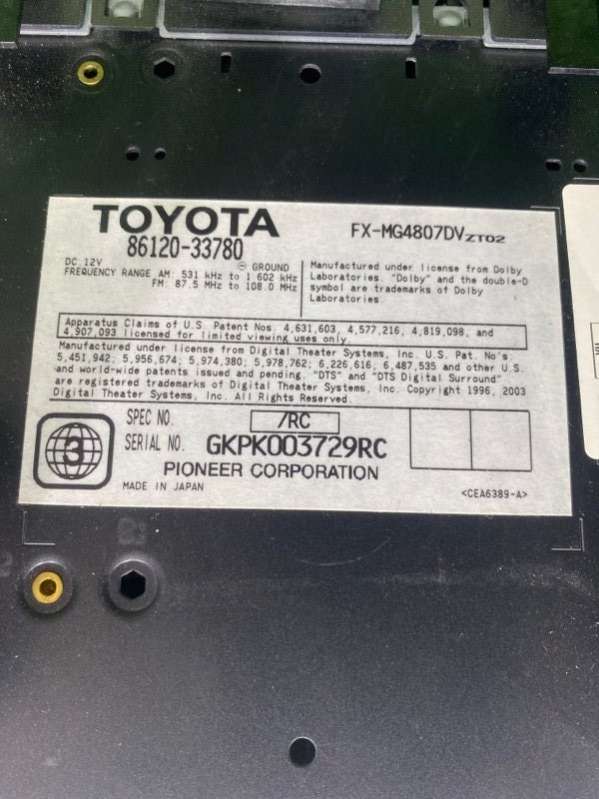 TOYOTA
86120-33780
FX-MG4807DV ZT02
DC 12V ⊖ GROUND
FREQUENCY RANGE AM: 531 kHz to 1 602 kHz
FM: 87.5 MHz to 108.0 MHz
Manufactured under license from Dolby
Laboratories. "Dolby" and the double-D
symbol are trademarks of Dolby
Laboratories.
Apparatus Claims of U.S. Patent Nos. 4,631,603, 4,577,216, 4,819,098, and
4,907,093 licensed for limited viewing uses only.
Manufactured under license from Digital Theater Systems, Inc. U.S. Pat. No's.
5,451,942; 5,956,674; 5,974,380; 5,978,762; 6,226,616; 6,487,535 and other U.S.
and world-wide patents issued and pending. "DTS" and "DTS Digital Surround"
are registered trademarks of Digital Theater Systems, Inc. Copyright 1996, 2003
Digital Theater Systems, Inc. All Rights Reserved.
3
SPEC NO. /RC
SERIAL NO. GKPK003729RC
PIONEER CORPORATION
MADE IN JAPAN
<CEA6389-A>